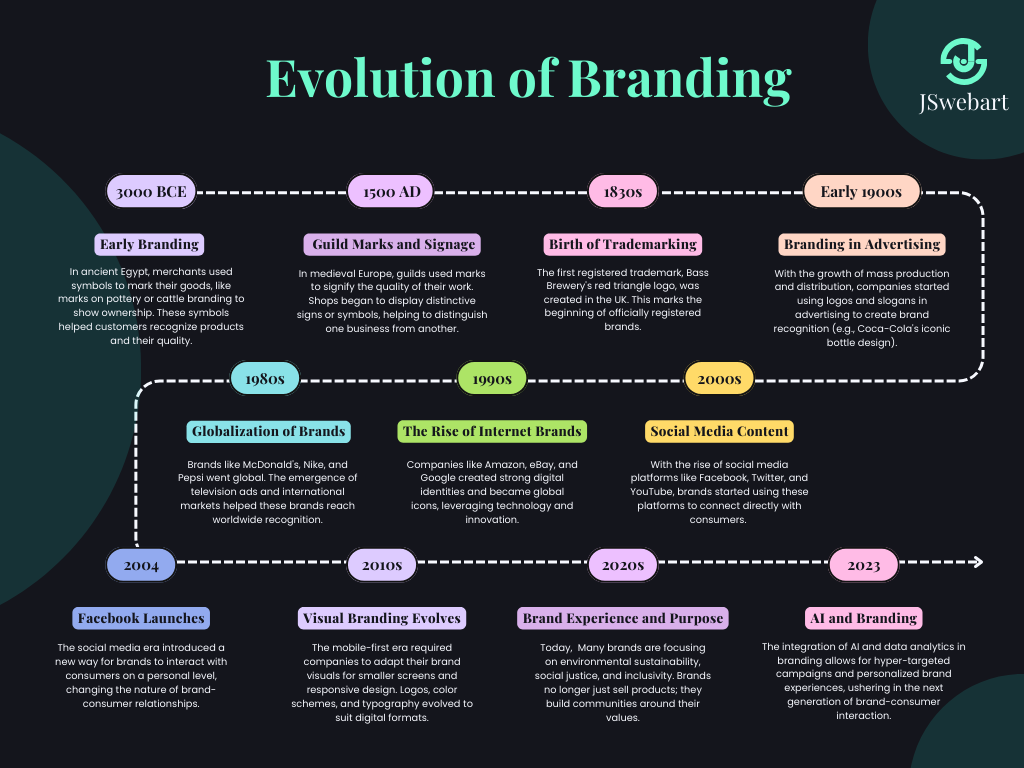 Evolution of Branding
JSwebart
3000 BCE
1500 AD
1830s
Early 1900s
Early Branding
In ancient Egypt, merchants used
symbols to mark their goods, like
marks on pottery or cattle branding to
show ownership. These symbols
helped customers recognize products
and their quality.
Guild Marks and Signage
In medieval Europe, guilds used marks
to signify the quality of their work.
Shops began to display distinctive
signs or symbols, helping to distinguish
one business from another.
Birth of Trademarking
The first registered trademark, Bass
Brewery's red triangle logo, was
created in the UK. This marks the
beginning of officially registered
brands.
Branding in Advertising
With the growth of mass production
and distribution, companies started
using logos and slogans in
advertising to create brand
recognition (e.g., Coca-Cola's iconic
bottle design).
1980s
1990s
2000s
Globalization of Brands
Brands like McDonald's, Nike, and
Pepsi went global. The emergence of
television ads and international
markets helped these brands reach
worldwide recognition.
The Rise of Internet Brands
Companies like Amazon, eBay, and
Google created strong digital
identities and became global
icons, leveraging technology and
innovation.
Social Media Content
With the rise of social media
platforms like Facebook, Twitter, and
YouTube, brands started using these
platforms to connect directly with
consumers.
2004
2010s
2020s
2023
Facebook Launches
The social media era introduced a
new way for brands to interact with
consumers on a personal level,
changing the nature of brand-
consumer relationships.
Visual Branding Evolves
The mobile-first era required
companies to adapt their brand
visuals for smaller screens and
responsive design. Logos, color
schemes, and typography evolved to
suit digital formats.
Brand Experience and Purpose
Today, Many brands are focusing
on environmental sustainability,
social justice, and inclusivity. Brands
no longer just sell products; they
build communities around their
values.
AI and Branding
The integration of AI and data analytics in
branding allows for hyper-targeted
campaigns and personalized brand
experiences, ushering in the next
generation of brand-consumer
interaction.